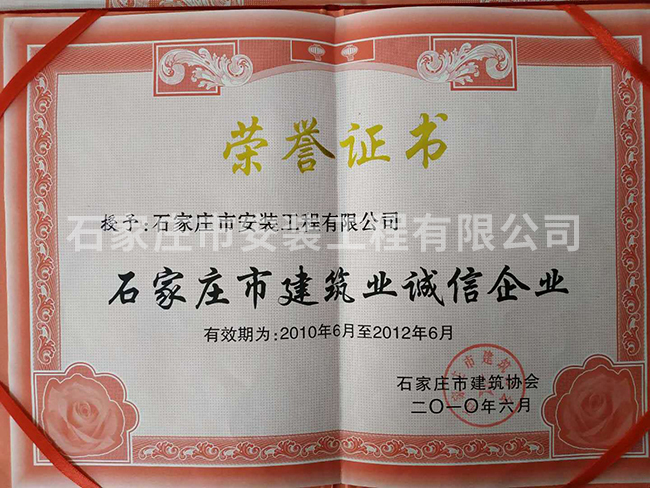 荣誉证书
授予:石家庄市安装工程有限公司
石家庄市安装工程有限公司
石家庄市建筑业诚信企业
有效期为:2010年6月至2012年6月
石家庄市建筑协会
二〇一〇年六月